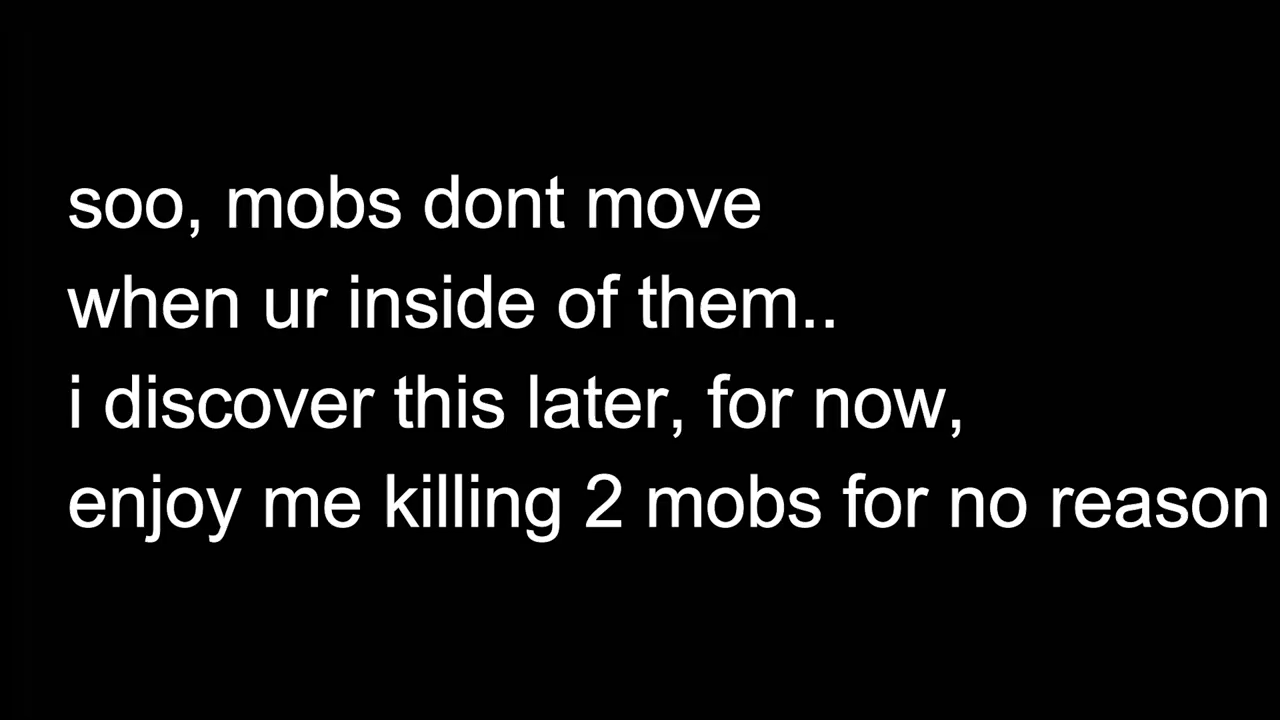 soo, mobs dont move
when ur inside of them..
i discover this later, for now,
enjoy me killing 2 mobs for no reason